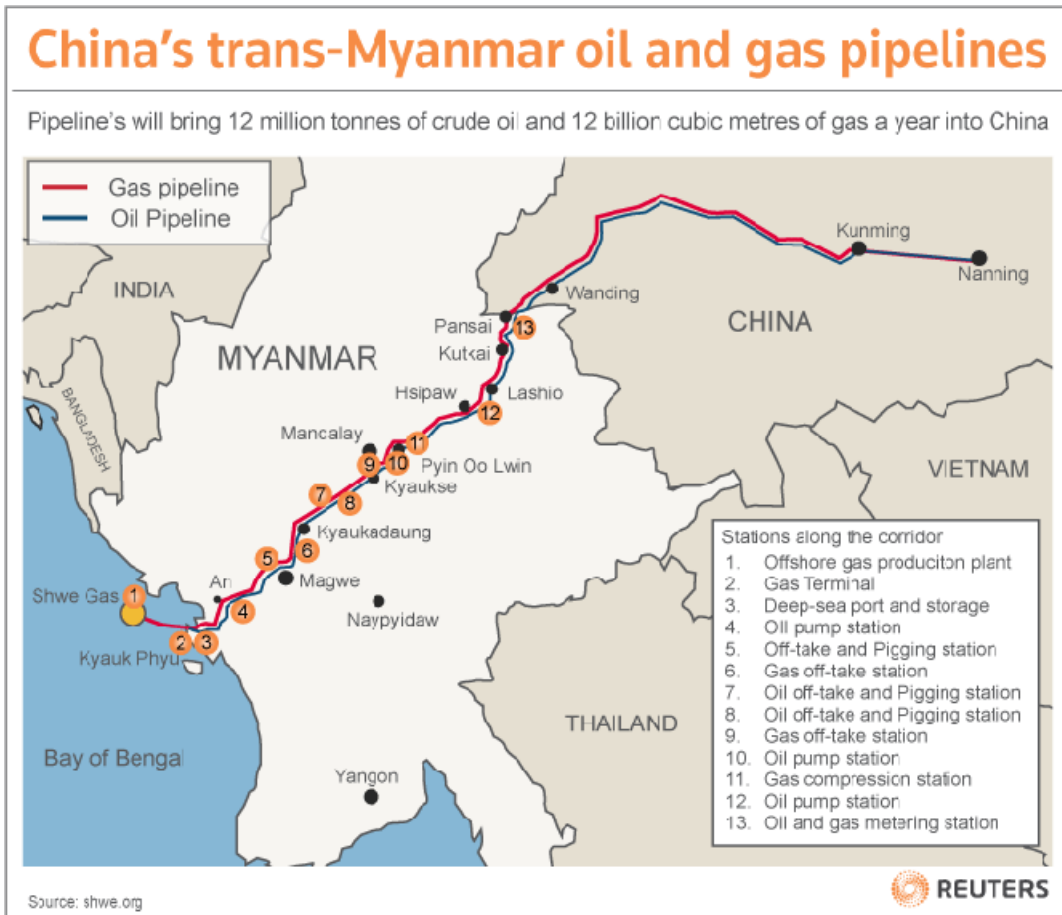 China's trans-Myanmar oil and gas pipelines
Pipeline's will bring 12 million tonnes of crude oil and 12 billion cubic metres of gas a year into China
Gas pipeline
Oil Pipeline
Kunming
Nanning
INDIA
Wancing
Pansai
13
CHINA
MYANMAR
Kutkai
Hsipaw
Lashio
12
BANGLADESH
Mancalay
11
9
10
Pyin Oo Lwin
VIETNAM
Kyaukse
7
8
Kyaukadaung
6
5
An
Magwe
Shwe Gas
1
4
Naypyidaw
2
3
Kyauk Phyu
THAILAND
Bay of Bengal
Yangon
Stations along the corridor
1. Offshore gas produciton plant
2. Gas Terminal
3. Deep-sea port and storage
4. Oil pump station
5. Off-take and Pigging station
6. Gas off-take station
7. Oil off-take and Pigging station
8. Oil off-take and Pigging station
9. Gas off-take station
10. Oil pump station
11. Gas compression station
12. Oil pump station
13. Oil and gas metering station
Source: shwe.org
REUTERS